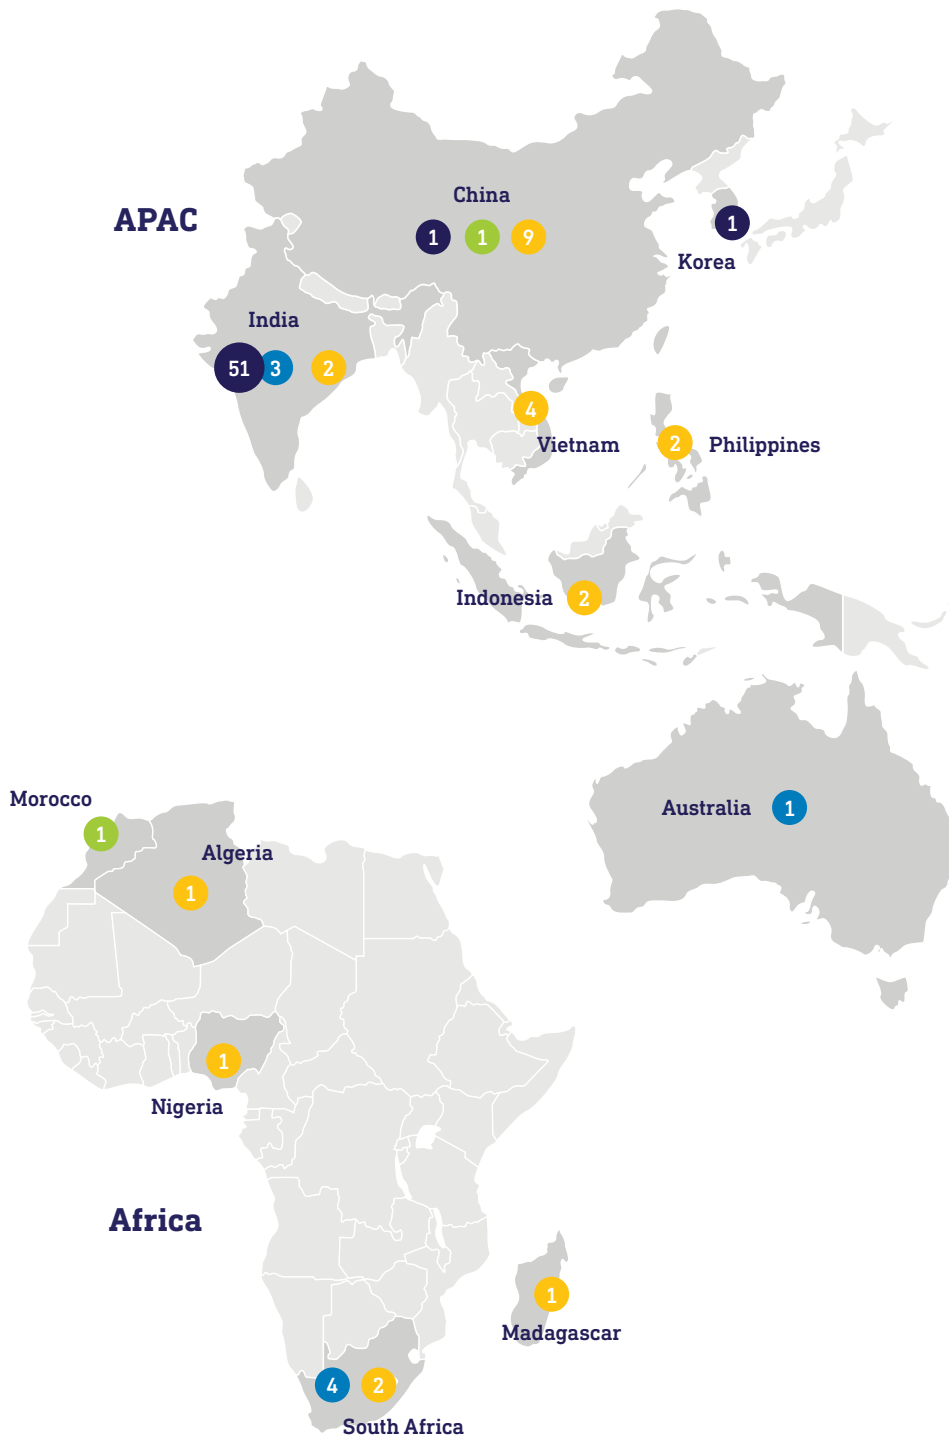 China
APAC
1 1 9
1
Korea
India
51 3 2
4
Vietnam
2
Philippines
Indonesia
2
Morocco
1
Australia
1
Algeria
1
1
Nigeria
Africa
1
Madagascar
4 2
South Africa